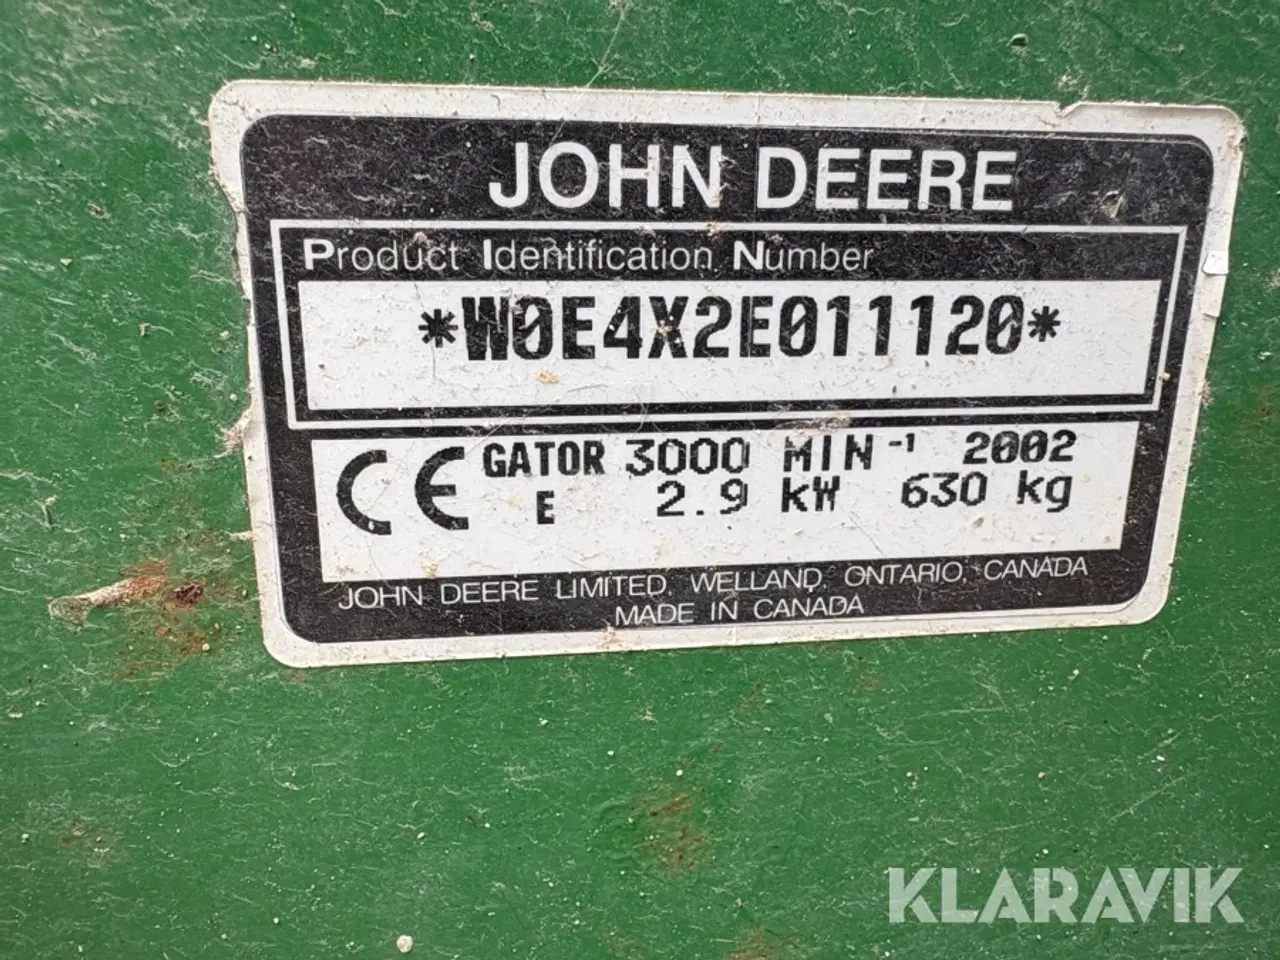 JOHN DEERE
Product Identification Number
*W0E4X2E011120*
CE GATOR 3000 MIN⁻¹ 2002
E 2.9 kW 630 kg
JOHN DEERE LIMITED, WELLAND, ONTARIO, CANADA
MADE IN CANADA
KLARAVIK